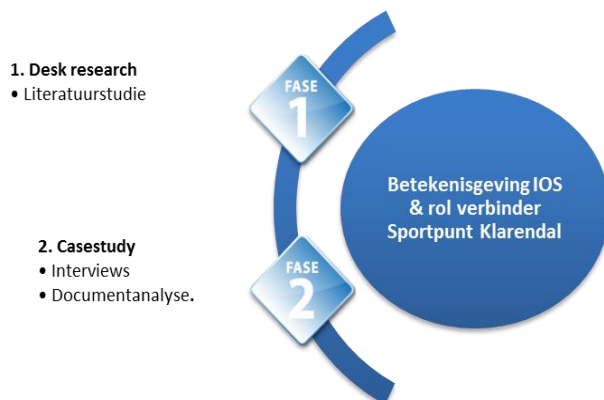 1. Desk research
• Literatuurstudie
FASE
1
Betekenisgeving IOS
& rol verbinder
Sportpunt Klarendal
2. Casestudy
• Interviews
• Documentanalyse.
FASE
2